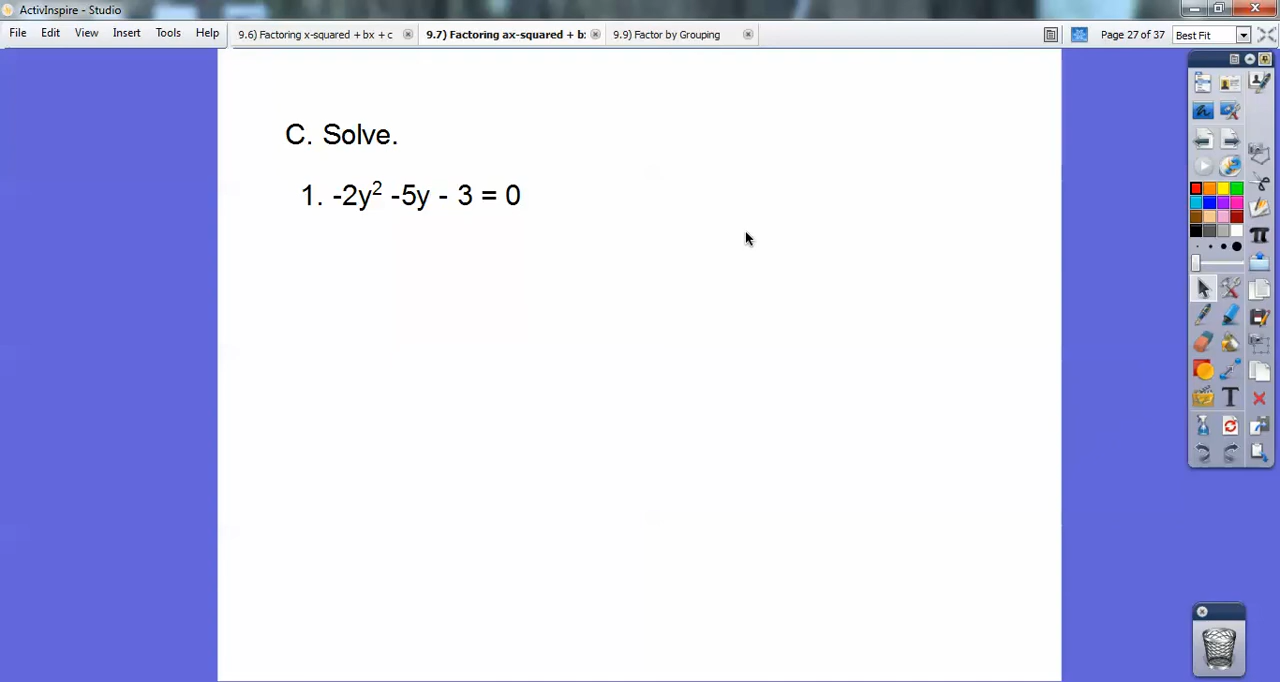 ActivInspire - Studio
File Edit View Insert Tools Help
9.6) Factoring x-squared + bx + c 9.7) Factoring ax-squared + b: 9.9) Factor by Grouping
Page 27 of 37 Best Fit
C. Solve.
1. -2y² -5y - 3 = 0